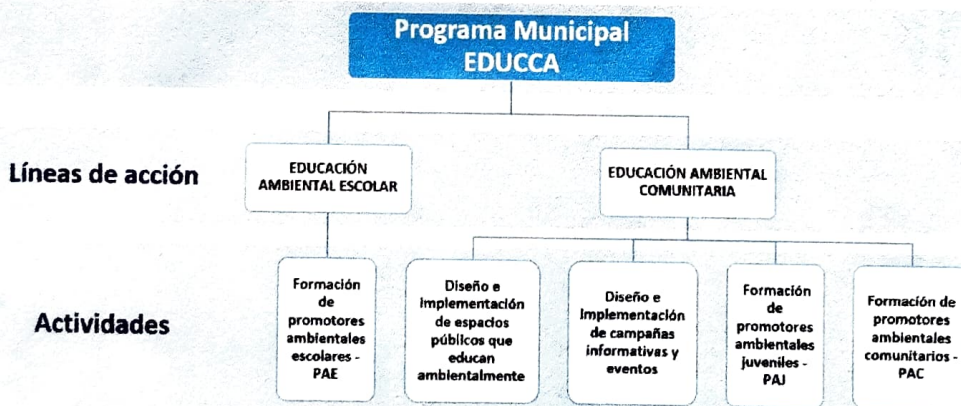 Programa Municipal
EDUCCA
Líneas de acción
EDUCACIÓN
AMBIENTAL ESCOLAR
EDUCACIÓN AMBIENTAL
COMUNITARIA
Actividades
Formación
de
promotores
ambientales
escolares -
PAE
Diseño e
Implementación
de espacios
públicos que
educan
ambientalmente
Diseño e
Implementación
de campañas
informativas y
eventos
Formación
de
promotores
ambientales
juveniles -
PAJ
Formación de
promotores
ambientales
comunitarios -
PAC